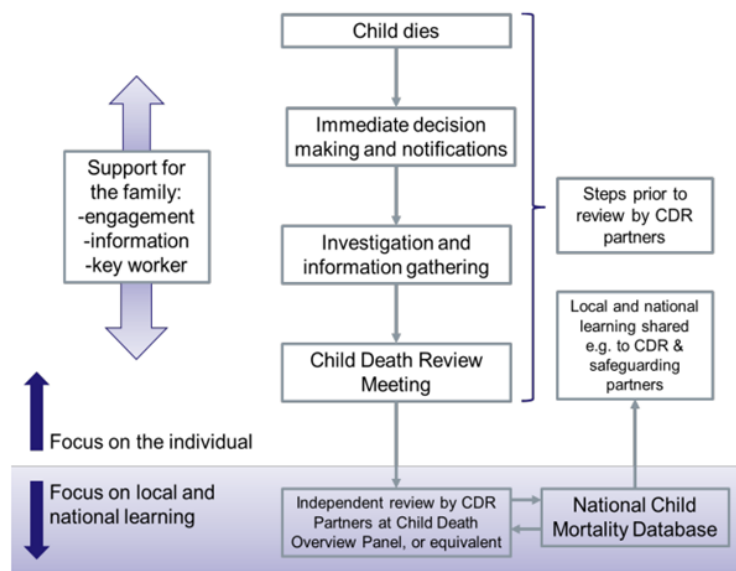 Child dies
Immediate decision
making and notifications
Support for
the family:
-engagement
-information
-key worker
Steps prior to
review by CDR
partners
Investigation and
information gathering
Local and national
learning shared
e.g. to CDR &
safeguarding
partners
Child Death Review
Meeting
Focus on the individual
Focus on local and
national learning
Independent review by CDR
Partners at Child Death
Overview Panel, or equivalent
National Child
Mortality Database